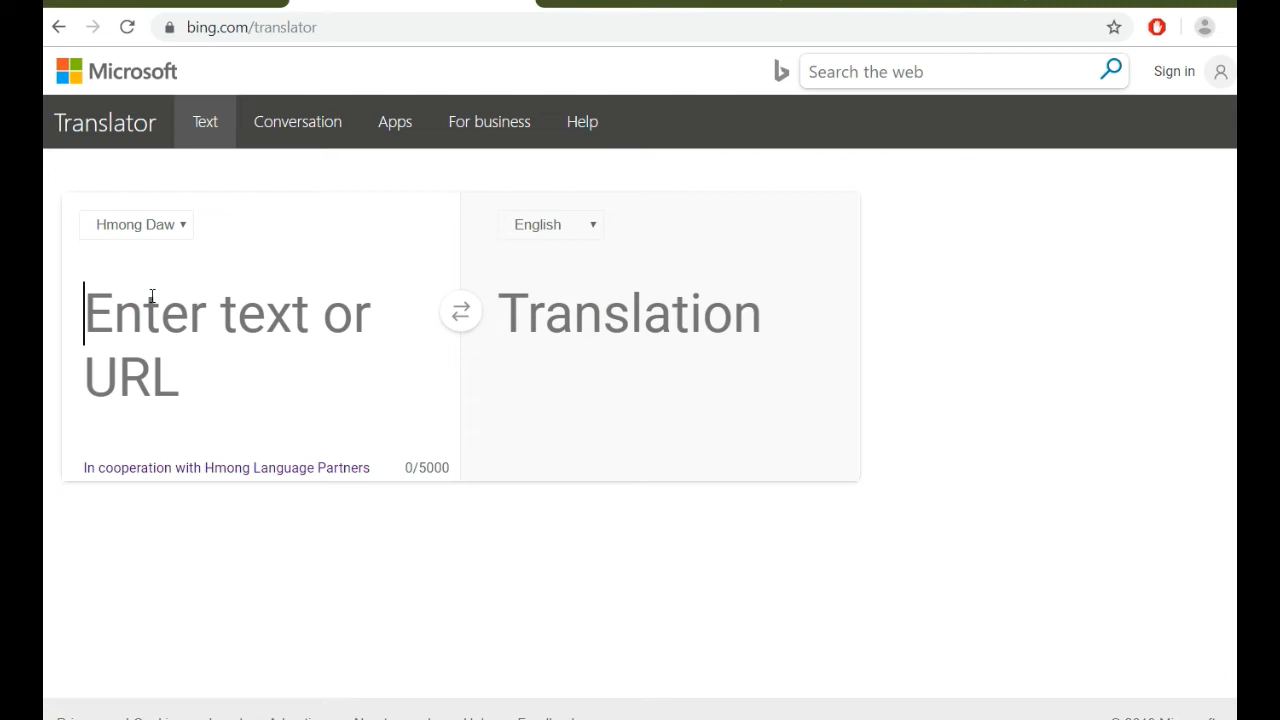 bing.com/translator
Microsoft
Search the web
Sign in
Translator Text Conversation Apps For business Help
Hmong Daw
English
Enter text or
URL
Translation
In cooperation with Hmong Language Partners 0/5000